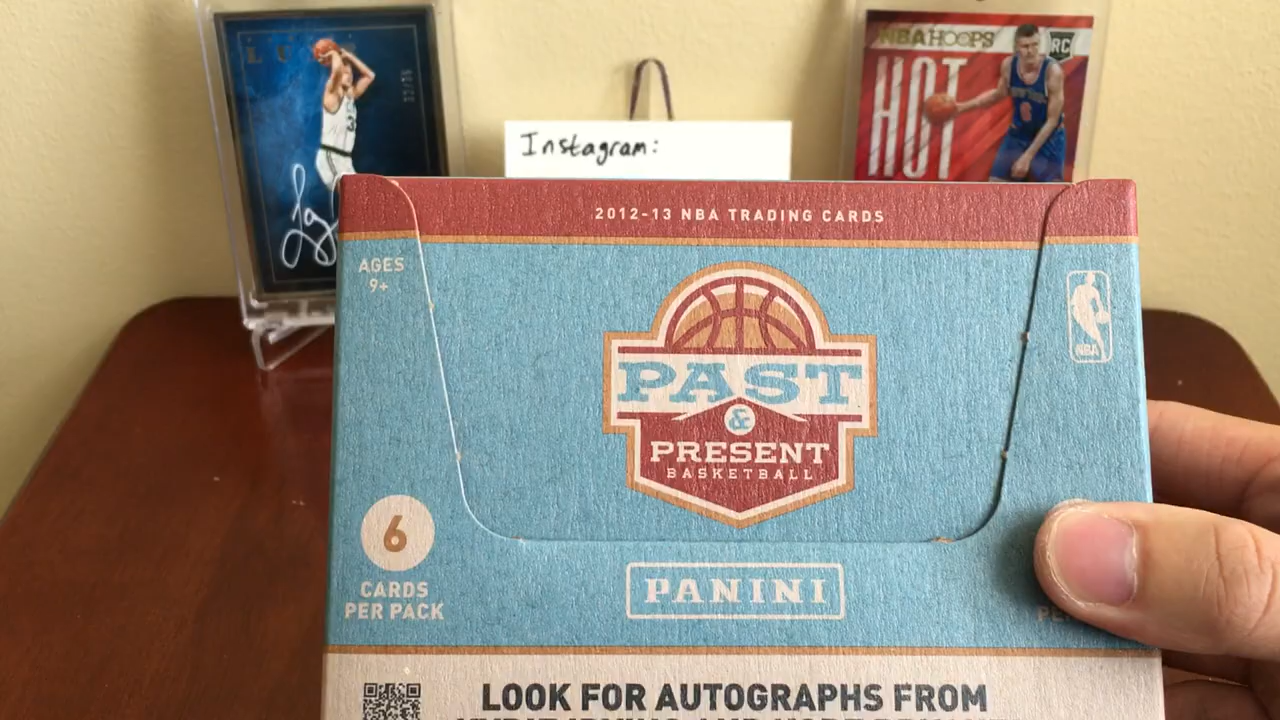 NBA HOOPS
RC
HOT
Instagram:
2012-13 NBA TRADING CARDS
AGES
9+
NBA
PAST
&
PRESENT
BASKETBALL
6
CARDS
PER PACK
PANINI
LOOK FOR AUTOGRAPHS FROM